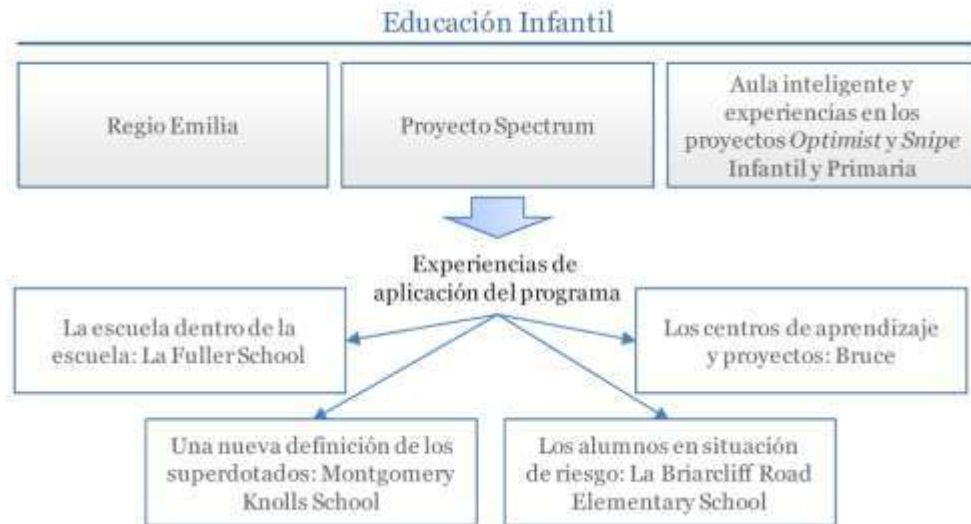 Educación Infantil
Regio Emilia
Proyecto Spectrum
Aula inteligente y
experiencias en los
proyectos Optimist y Snipe
Infantil y Primaria
Experiencias de
aplicación del programa
La escuela dentro de la
escuela: La Fuller School
Los centros de aprendizaje
y proyectos: Bruce
Una nueva definición de los
superdotados: Montgomery
Knolls School
Los alumnos en situación
de riesgo: La Briarcliff Road
Elementary School